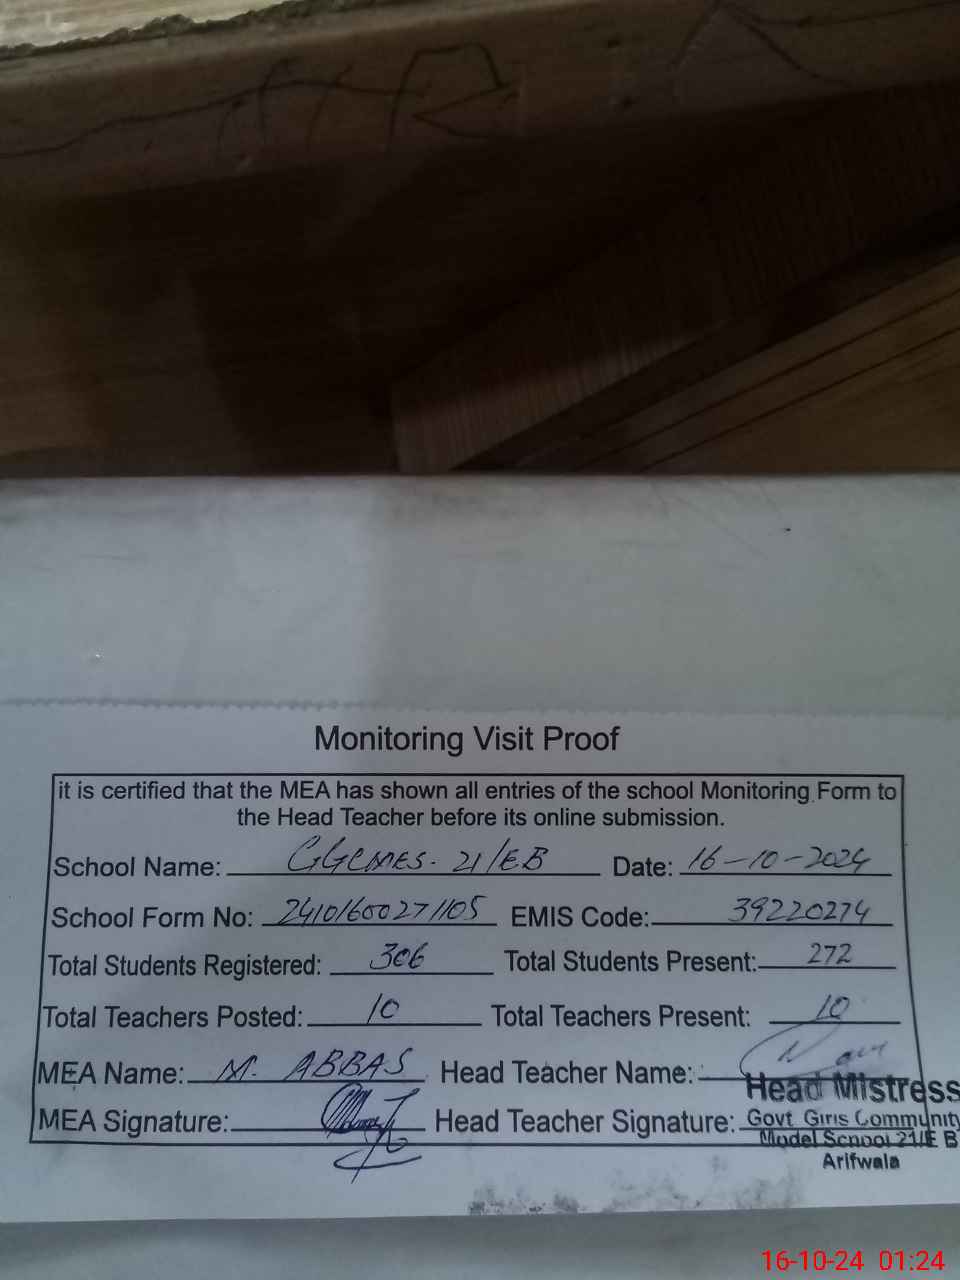 Monitoring Visit Proof
it is certified that the MEA has shown all entries of the school Monitoring Form to
the Head Teacher before its online submission.
School Name: GGCMES. 21/EB Date: 16-10-2024
School Form No: 24101600271105 EMIS Code: 39220274
Total Students Registered: 306 Total Students Present: 272
Total Teachers Posted: 10 Total Teachers Present: 10
MEA Name: M. ABBAS Head Teacher Name:
Head Mistress
MEA Signature: Head Teacher Signature:
Govt Girls Community
Model School 21/E B
Arifwala
16-10-24 01:24